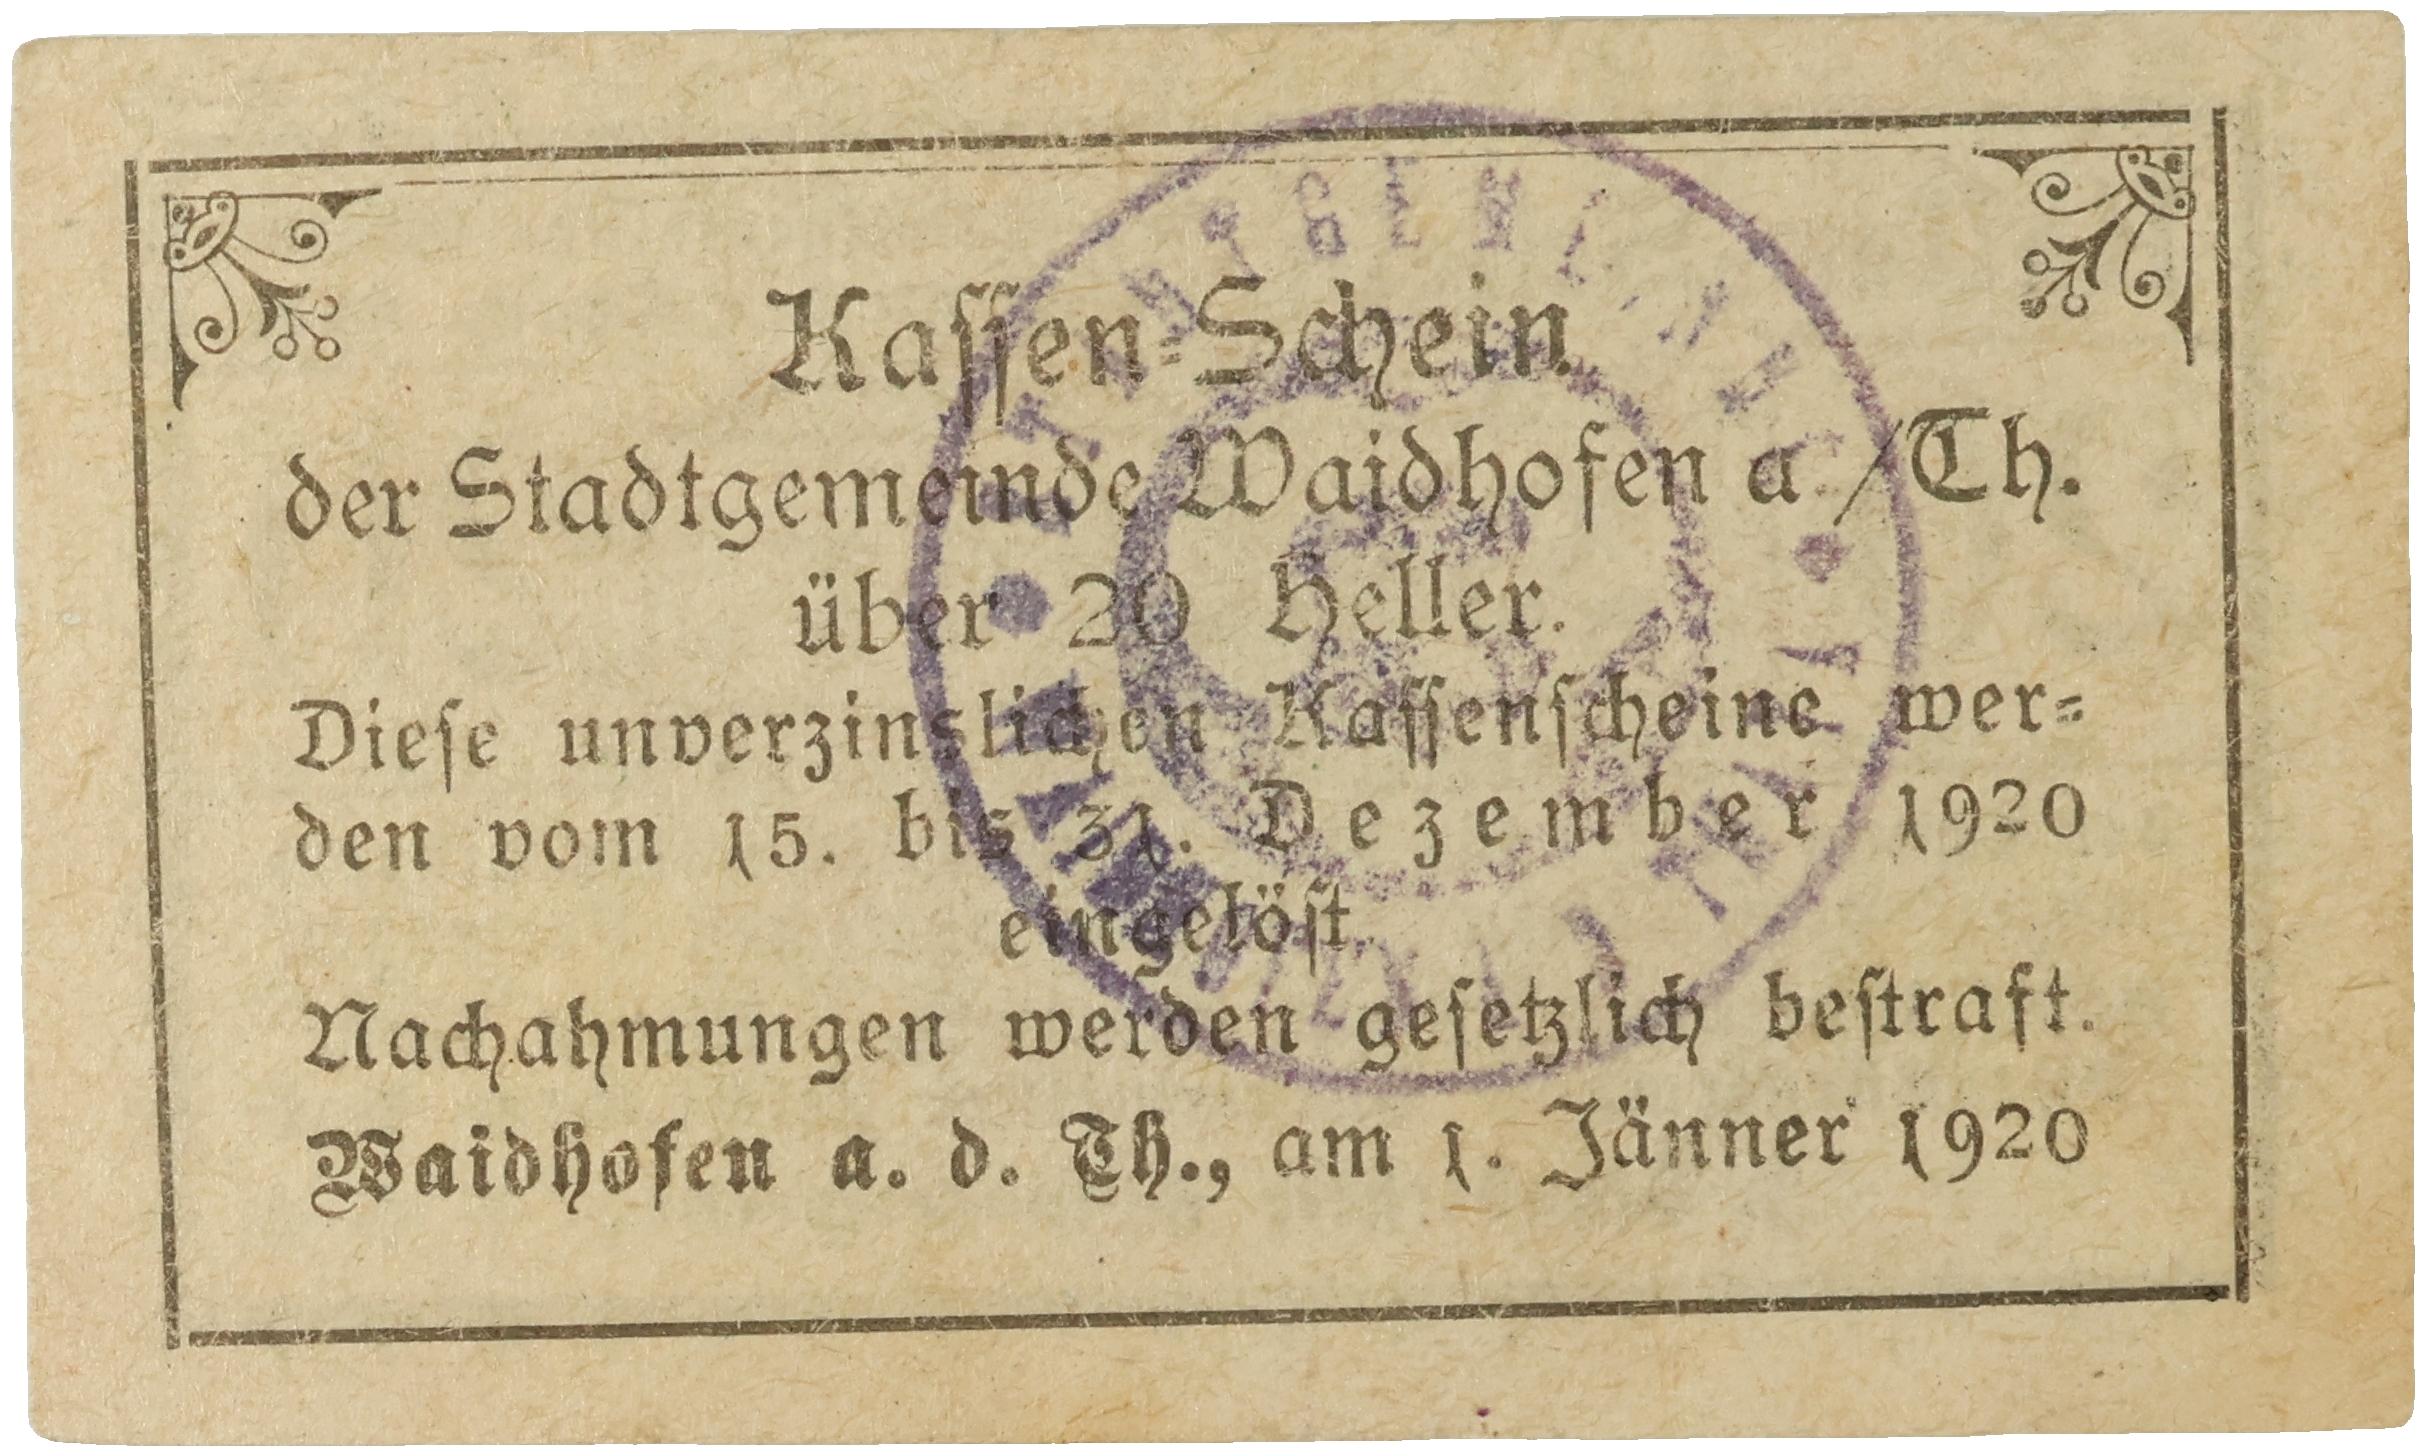 Kaſſen=Schein
der Stadtgemeinde Waidhofen a/Th.
über 20 Heller.
Dieſe unverzinslichen Kaſſenſcheine wer=
den vom 15. bis 31. Dezember 1920
eingelöſt.
Nachahmungen werden geſetzlich beſtraft.
Waidhofen a. d. Th., am 1. Jänner 1920